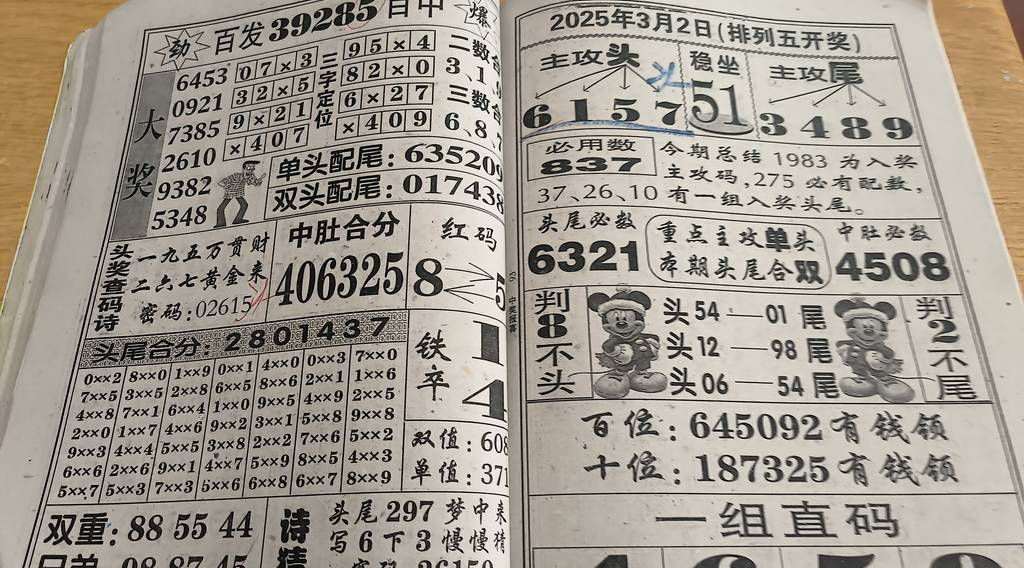 劲 百发39285百中 爆
大奖
6453
0921
7385
2610
9382
5348
07×3
32×5
9×21
×407
三字定位
95×4
82×0
6×27
×409
二数合
3、1、
三数合
6、8、
单头配尾:635209
双头配尾:017438
头奖查码诗
一九五万贯财
二六七黄金来
密码:02615
中肚合分
406325
红码
8 5
头尾合分:2801437
0××2 8××0 1××9 0××1 4××0 0××3 7××0
7××5 3××5 2××8 6××5 8××6 2××1 1××6
4××8 7××1 6××4 1××0 9××5 4××9 2××5
2××0 1××7 4××6 9××2 3××1 5××8 9××8
9××3 4××4 5××5 3××8 2××2 7××6 5××2
6××6 2××6 9××1 4××7 5××9 8××5 4××2
5××7 5××3 7××3 5××6 6××8 6××7 8××9
铁卒
1
4
双值:608
单值:371
双重:88 55 44
兄弟:98 87 45
诗猜
头尾297 梦中来
写6下3 慢慢猜
密码 26150
中奖报喜
2025年3月2日(排列五开奖)
主攻头
6157
头
稳坐
51
主攻尾
3489
必用数
837
今期总结1983为入奖
主攻码,275必有配数,
37、26、10有一组入奖头尾。
头尾必数
6321
重点主攻单头
本期头尾合双
中肚必数
4508
判8不头
头54—01尾
头12—98尾
头06—54尾
判2不尾
百位:645092有钱领
十位:187325有钱领
一组直码